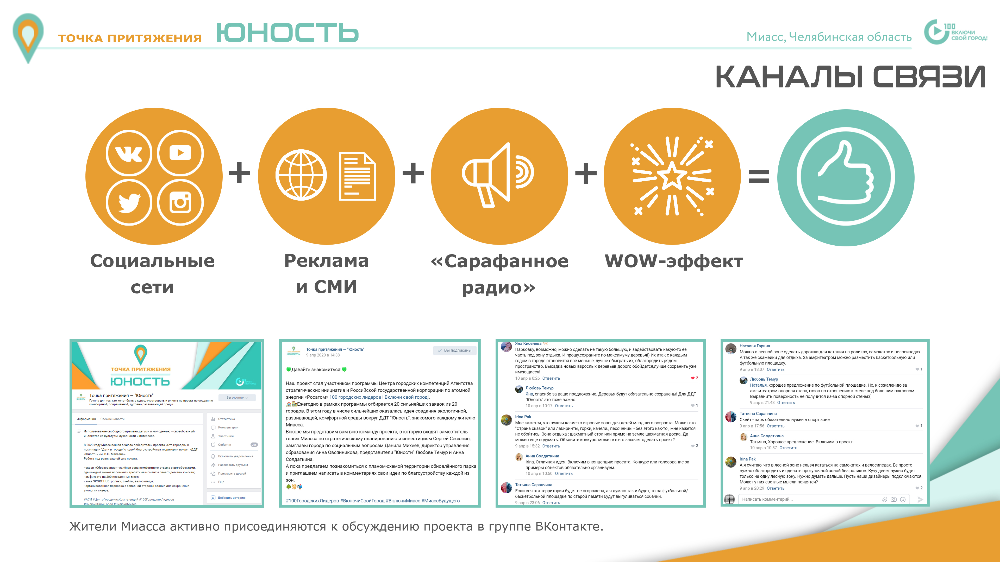 ТОЧКА ПРИТЯЖЕНИЯ ЮНОСТЬ
Миасс, Челябинская область
100
ВКЛЮЧИ
СВОЙ ГОРОД!
КАНАЛЫ СВЯЗИ
+ + + =
Социальные
сети
Реклама
и СМИ
«Сарафанное
радио»
WOW-эффект
ТОЧКА ПРИТЯЖЕНИЯ
ЮНОСТЬ
Точка притяжения — "Юность"
Группа для тех, кто хочет быть в курсе, участвовать и влиять на проект по созданию
комфортной, современной, духовно развивающей среды.
Вы участник
Информация Свежие новости
Использование свободного времени детьми и молодежью —своеобразный
индикатор ее культуры, духовности и интересов.
В 2020 году Миасс вошёл в число победителей проекта «Сто городов» в
номинации "Дети в городе" с идеей благоустройства территории вокруг «ДДТ
«Юность» им. В.П. Макеева».
Работа над реализацией уже начата.
- сквер «Образование» - зелёная зона комфортного отдыха с арт-объектами,
где каждый может вспомнить трепетные моменты своего детства, юности;
- амфитеатр на 200 посадочных мест;
- зона SPORT HUB: ролики, скейты, велосипеды;
- организованная парковка с западной стороны здания для сохранения
экологии сквера.
#АСИ #ЦентрГородскихКомпетенций #100ГородскихЛидеров
#ВключиСвойГород #ВключиМиасс
Статистика
Комментарии
Участники
События 205
Включить уведомления
Рассказать друзьям
Пригласить друзей
Ещё
Добавить историю
Точка притяжения — "Юность"
9 апр 2020 в 14:38
Вы подписаны
🍀Давайте знакомиться!🍀
Наш проект стал участником программы Центра городских компетенций Агентства
стратегических инициатив и Российской государственной корпорации по атомной
энергии «Росатом» 100 городских лидеров | Включи свой город!.
🏠🏡Ежегодно в рамках программы отбирается 20 сильнейших заявок из 20
городов. В этом году в числе сильнейших оказалась идея создания экологичной,
развивающей, комфортной среды вокруг ДДТ "Юность", знакомого каждому жителю
Миасса.
Вскоре мы представим вам всю команду проекта, в которую входят заместитель
главы Миасса по стратегическому планированию и инвестициям Сергей Сесюнин,
замглавы города по социальным вопросам Данила Михеев, директор управления
образования Анна Овсянникова, представители "Юности" Любовь Темур и Анна
Солдаткина.
А пока предлагаем познакомиться с планом-схемой территории обновлённого парка
и приглашаем написать в комментариях свои идеи по благоустройству каждой из
зон.
#100ГородскихЛидеров #ВключиСвойГород #ВключиМиасс #МиассБудущего
Яна Киселева
Парковку, возможно, можно сделать не такую большую, и задействовать какую-то ее
часть под зону отдыха. И прошу,сохраните по-максимуму деревья!) Их итак с каждым
годом в городе становится всё меньше, лучше обыграть их, облагородить рядом
пространство. Высадка новых взрослых деревьев дорого обойдется,лучше сохранить уже
имеющиеся!
10 апр в 0:26 Ответить 2
Любовь Темур
Яна, спасибо за ваше предложение. Деревья будут обязательно сохранены! Для ДДТ
"Юность" это тоже важно.
10 апр в 10:17 Ответить 1
Irina Pak
Мне кажется, что нужны какие-то игровые зоны для детей младшего возраста. Может это
"Страна сказок" или лабиринты, горки, качели., песочницы - без этого как-то , мне кажется
не обойтись. Зона отдыха : шахматный стол или прямо на земле шахматная доска. Да
можно еще подумать. Объявите конкурс: может кто-то захочет сделать проект?
9 апр в 15:32 Ответить 2
Анна Солдаткина
Irina, Отличная идея. Включим в концепцию проекта. Конкурс или голосование за
примеры объектов обязательно организуем.
10 апр в 10:50 Ответить
Татьяна Саранчина
Если вся эта территория будет не огорожена, а я думаю так и будет, то на футбольной/
баскетбольной площадке по старой памяти будут выгуливаться собачки.
9 апр в 23:06 Ответить
Наталья Гарина
Можно в лесной зоне сделать дорожки для катания на роликах, самокатах и велосипедах.
А так же скамейки для отдыха. За амфитеатром можно разместить баскетбольную или
футбольную площадку.
9 апр в 18:07 Ответить 1
Любовь Темур
Наталья, хорошее предложение по футбольной площадке. Но, к сожалению за
амфитеатром опорная стена, газон по отношению к стене под большим наклоном.
Выравнить поверхность не получится из-за опорной стены:(
9 апр в 21:48 Ответить
Татьяна Саранчина
Скейт - парк обязательно нужен в спорт зоне
9 апр в 17:56 Ответить 1
Анна Солдаткина
Татьяна, Хорошее предложение. Включим в проект.
10 апр в 10:57 Ответить
Irina Pak
А я считаю, что в лесной зоне нельзя кататься на самокатах и велосипедах. Ее просто
нужно облагородить и сделать прогулочной зоной без роликов. Кучу денег нужно будет
только на одну лесную зону. Нужно думать дальше. Пусть наши дизайнеры подключаются.
Может у них светлые мысли появятся?
9 апр в 20:29 Ответить 2
Написать комментарий...
Жители Миасса активно присоединяются к обсуждению проекта в группе ВКонтакте.